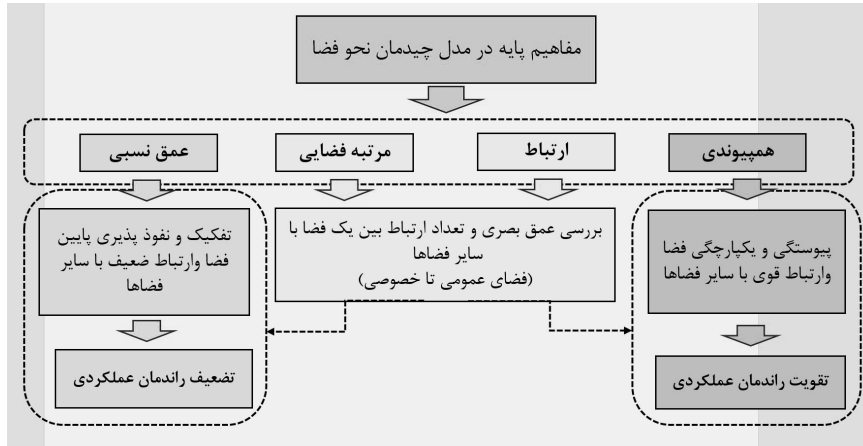 مفاهیم پایه در مدل چیدمان نحو فضا
همپیوندی
ارتباط
مرتبه فضایی
عمق نسبی
پیوستگی و یکپارچگی فضا
وارتباط قوی با سایر فضاها
بررسی عمق بصری و تعداد ارتباط بین یک فضا با
سایر فضاها
(فضای عمومی تا خصوصی)
تفکیک و نفوذ پذیری پایین
فضا وارتباط ضعیف با سایر
فضاها
تقویت راندمان عملکردی
تضعیف راندمان عملکردی